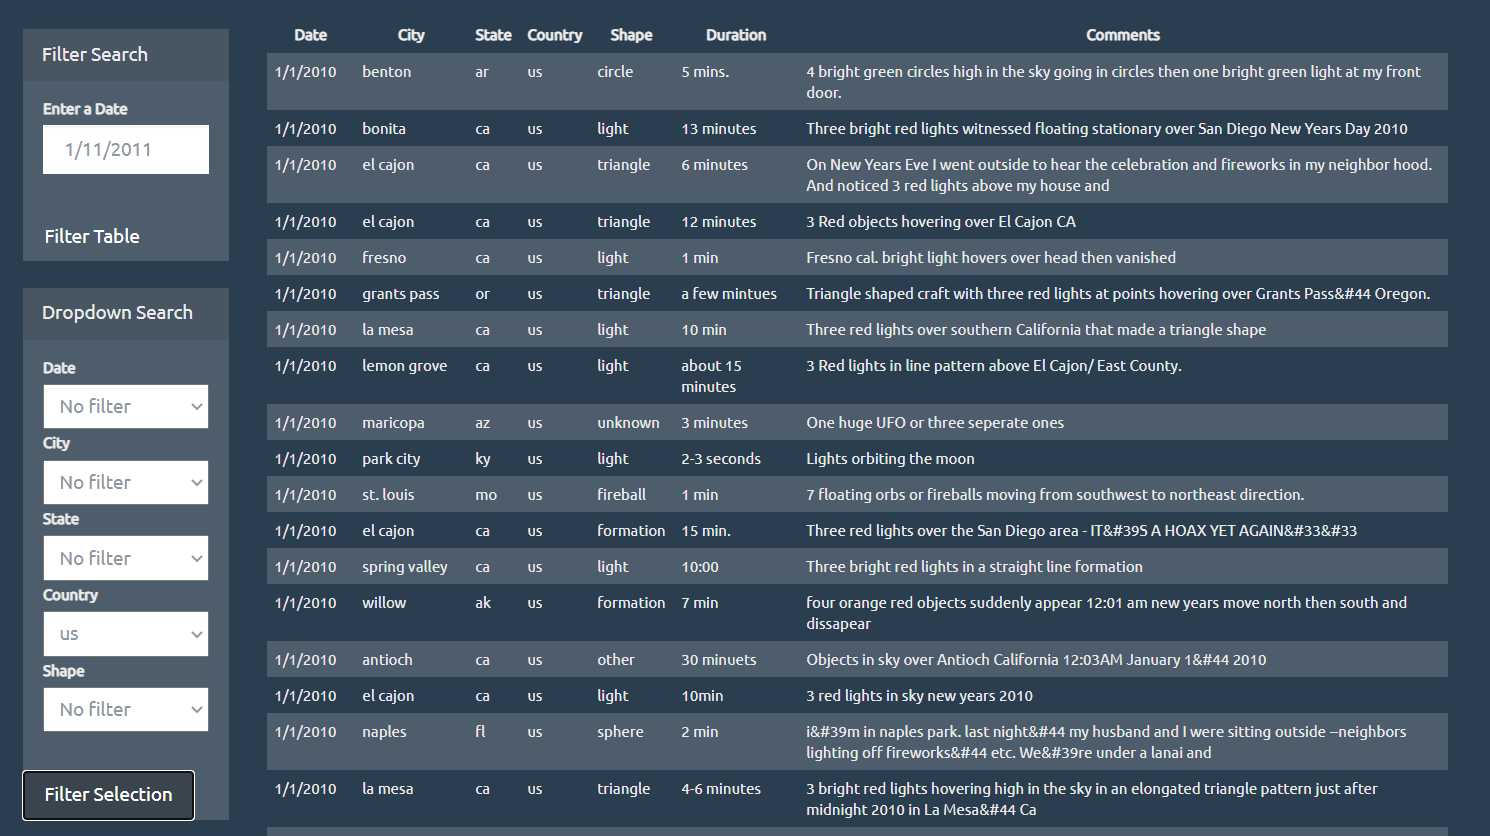 Filter Search
Enter a Date
1/11/2011
Filter Table
Dropdown Search
Date
No filter
City
No filter
State
No filter
Country
us
Shape
No filter
Filter Selection
Date City State Country Shape Duration Comments
1/1/2010 benton ar us circle 5 mins. 4 bright green circles high in the sky going in circles then one bright green light at my front
door.
1/1/2010 bonita ca us light 13 minutes Three bright red lights witnessed floating stationary over San Diego New Years Day 2010
1/1/2010 el cajon ca us triangle 6 minutes On New Years Eve I went outside to hear the celebration and fireworks in my neighbor hood.
And noticed 3 red lights above my house and
1/1/2010 el cajon ca us triangle 12 minutes 3 Red objects hovering over El Cajon CA
1/1/2010 fresno ca us light 1 min Fresno cal. bright light hovers over head then vanished
1/1/2010 grants pass or us triangle a few mintues Triangle shaped craft with three red lights at points hovering over Grants Pass&#44 Oregon.
1/1/2010 la mesa ca us light 10 min Three red lights over southern California that made a triangle shape
1/1/2010 lemon grove ca us light about 15 3 Red lights in line pattern above El Cajon/ East County.
minutes
1/1/2010 maricopa az us unknown 3 minutes One huge UFO or three seperate ones
1/1/2010 park city ky us light 2-3 seconds Lights orbiting the moon
1/1/2010 st. louis mo us fireball 1 min 7 floating orbs or fireballs moving from southwest to northeast direction.
1/1/2010 el cajon ca us formation 15 min. Three red lights over the San Diego area - IT&#39S A HOAX YET AGAIN&#33&#33
1/1/2010 spring valley ca us light 10:00 Three bright red lights in a straight line formation
1/1/2010 willow ak us formation 7 min four orange red objects suddenly appear 12:01 am new years move north then south and
dissapear
1/1/2010 antioch ca us other 30 minuets Objects in sky over Antioch California 12:03AM January 1&#44 2010
1/1/2010 el cajon ca us light 10min 3 red lights in sky new years 2010
1/1/2010 naples fl us sphere 2 min i&#39m in naples park. last night&#44 my husband and I were sitting outside --neighbors
lighting off fireworks&#44 etc. We&#39re under a lanai and
1/1/2010 la mesa ca us triangle 4-6 minutes 3 bright red lights hovering high in the sky in an elongated triangle pattern just after
midnight 2010 in La Mesa&#44 Ca